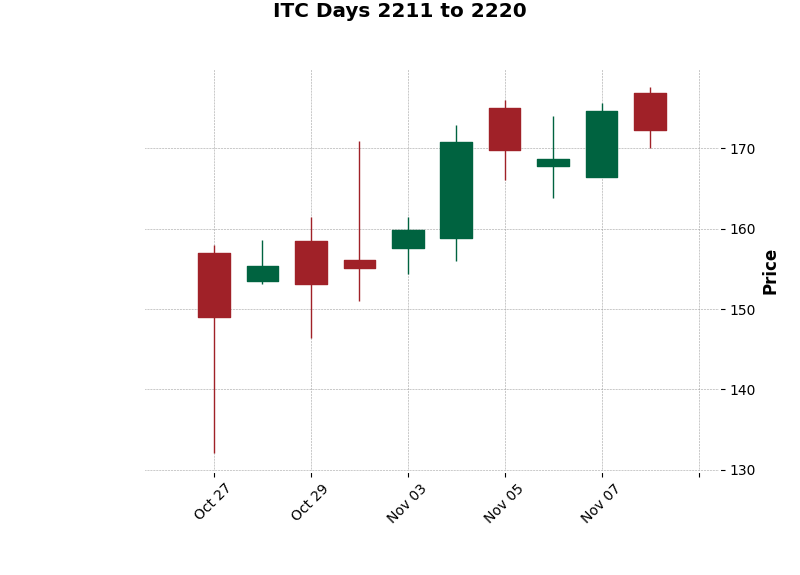 ITC Days 2211 to 2220
170
160
150
140
130
Price
Oct 27
Oct 29
Nov 03
Nov 05
Nov 07